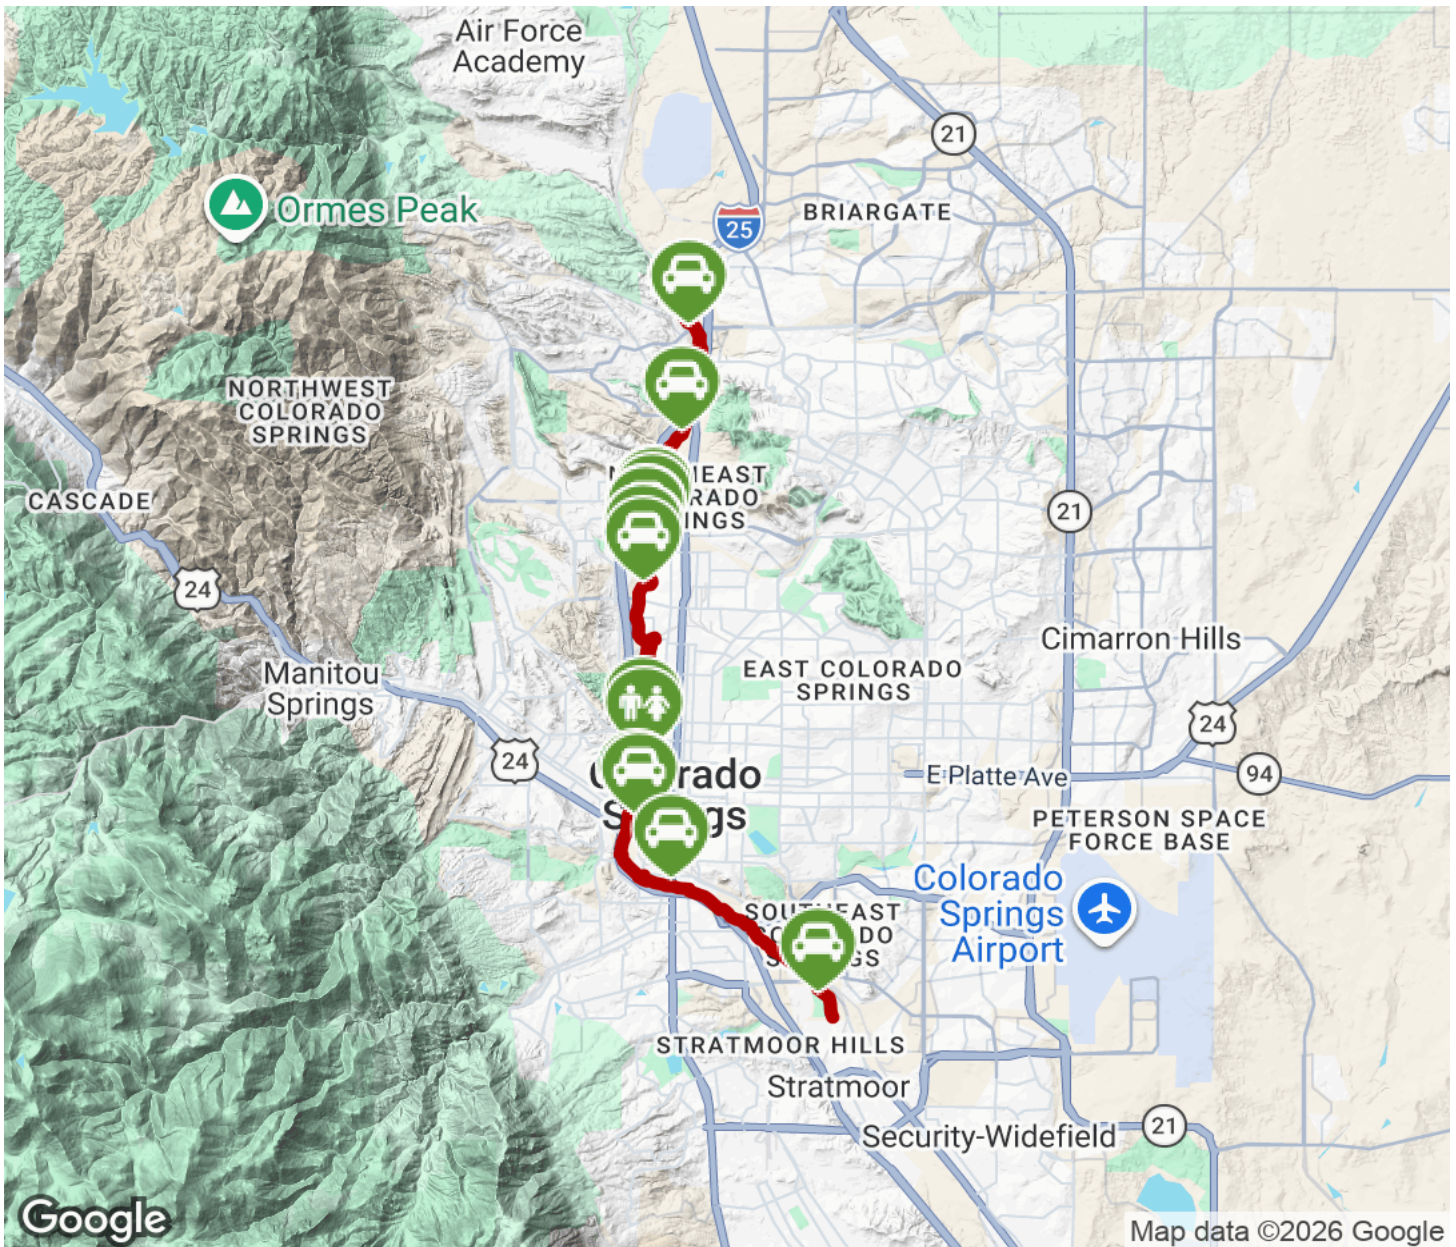 Air Force
Academy
21
Ormes Peak
BRIARGATE
25
NORTHWEST
COLORADO
SPRINGS
CASCADE
21
24
Cimarron Hills
Manitou
Springs
EAST COLORADO
SPRINGS
24
24
E Platte Ave
94
PETERSON SPACE
FORCE BASE
Colorado
Springs
Airport
STRATMOOR HILLS
Stratmoor
Security-Widefield
21
Google
Map data ©2026 Google